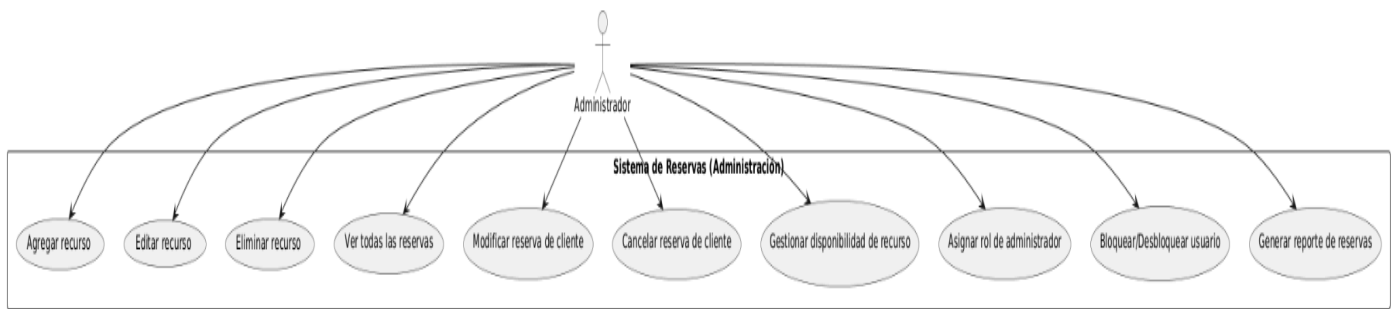 Administrador
Sistema de Reservas (Administración)
Agregar recurso
Editar recurso
Eliminar recurso
Ver todas las reservas
Modificar reserva de cliente
Cancelar reserva de cliente
Gestionar disponibilidad de recurso
Asignar rol de administrador
Bloquear/Desbloquear usuario
Generar reporte de reservas